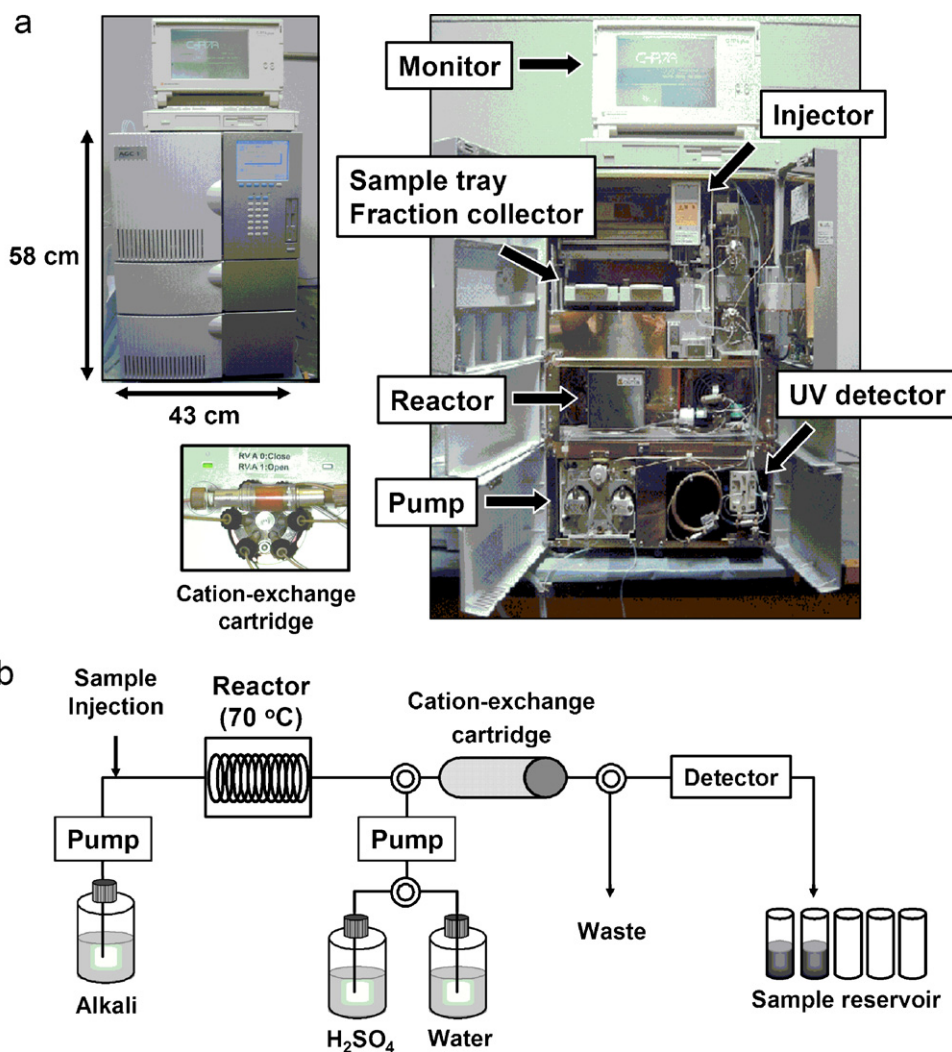 a
Monitor
Injector
Sample tray
Fraction collector
58 cm
43 cm
Reactor
UV detector
Pump
RV.A 0:Close
RV.A 1:Open
Cation-exchange
cartridge
b
Sample
Injection
Reactor
(70 °C)
Cation-exchange
cartridge
Detector
Pump
Pump
Waste
Alkali
H₂SO₄
Water
Sample reservoir